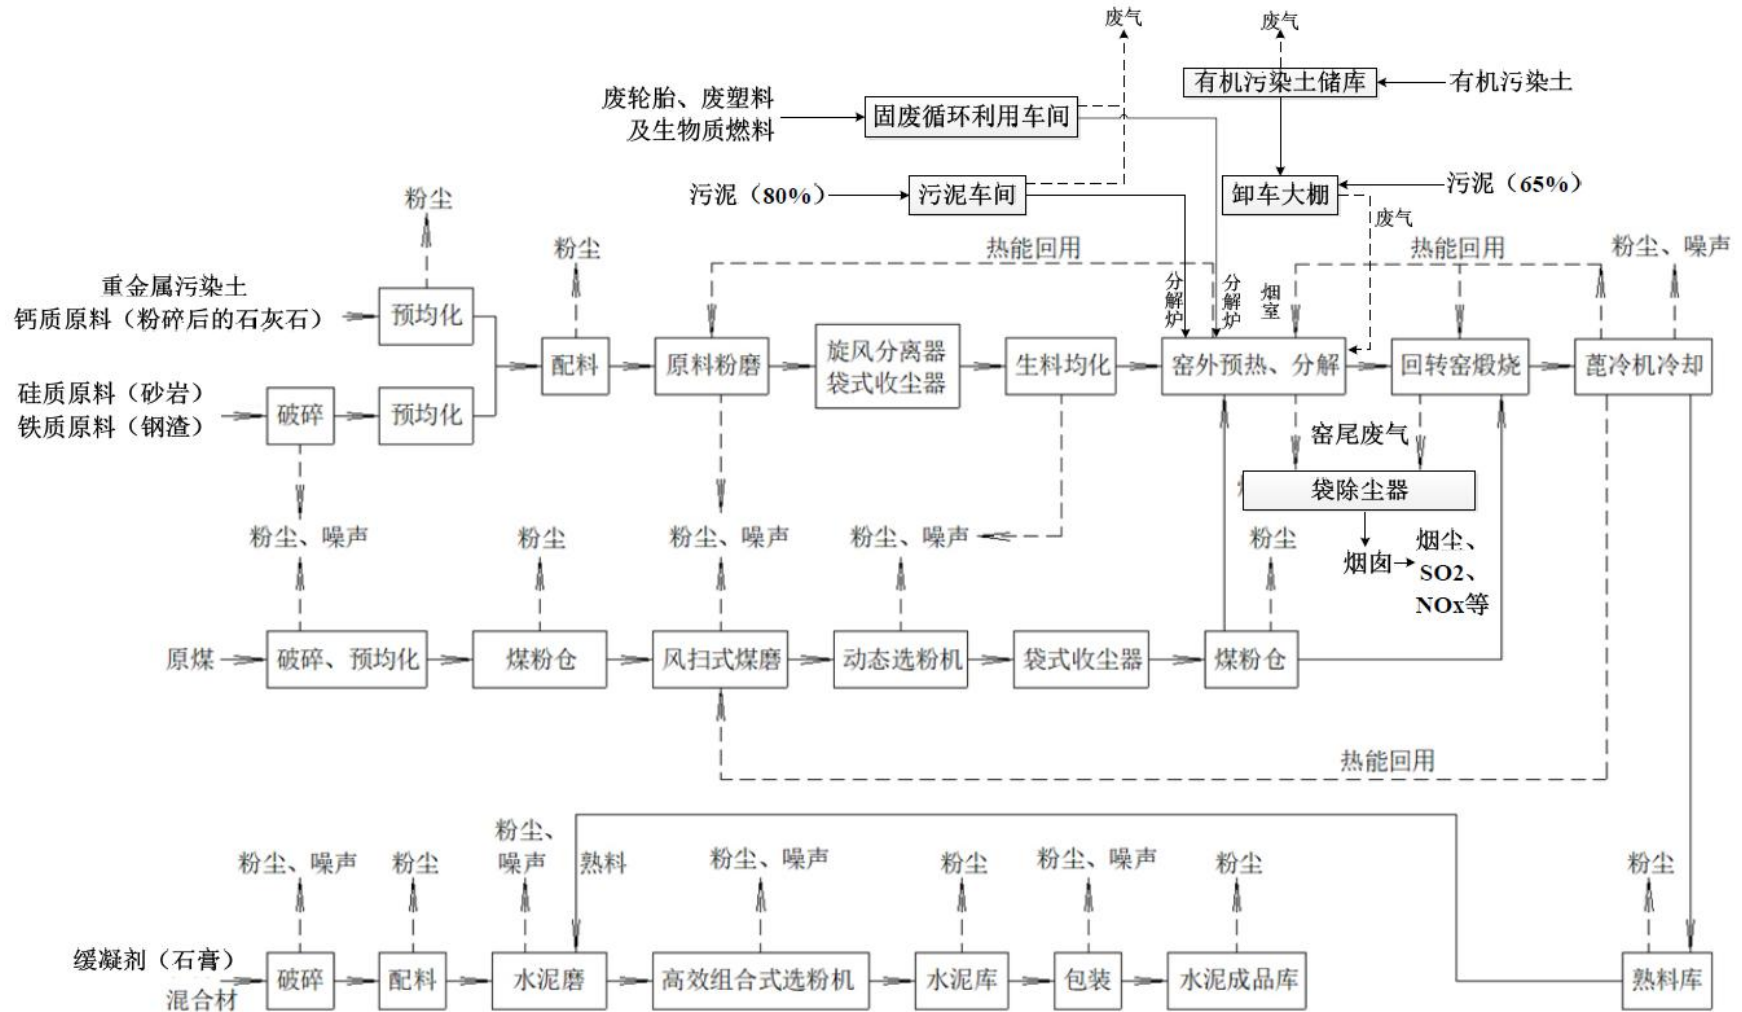 废气
废气
有机污染土储库
有机污染土
废轮胎、废塑料
及生物质燃料
固废循环利用车间
污泥（80%）
污泥车间
卸车大棚
污泥（65%）
废气
粉尘
粉尘
热能回用
热能回用
粉尘、噪声
重金属污染土
钙质原料（粉碎后的石灰石）
预均化
分解炉
分解炉
烟室
配料
原料粉磨
旋风分离器
袋式收尘器
生料均化
窑外预热、分解
回转窑煅烧
蓖冷机冷却
硅质原料（砂岩）
铁质原料（钢渣）
破碎
预均化
窑尾废气
袋除尘器
粉尘、噪声
粉尘
粉尘、噪声
粉尘、噪声
粉尘
烟囱
烟尘、
SO2、
NOx等
原煤
破碎、预均化
煤粉仓
风扫式煤磨
动态选粉机
袋式收尘器
煤粉仓
热能回用
粉尘、噪声
粉尘
粉尘、
噪声
熟料
粉尘、噪声
粉尘
粉尘、噪声
粉尘
粉尘
缓凝剂（石膏）
混合材
破碎
配料
水泥磨
高效组合式选粉机
水泥库
包装
水泥成品库
熟料库